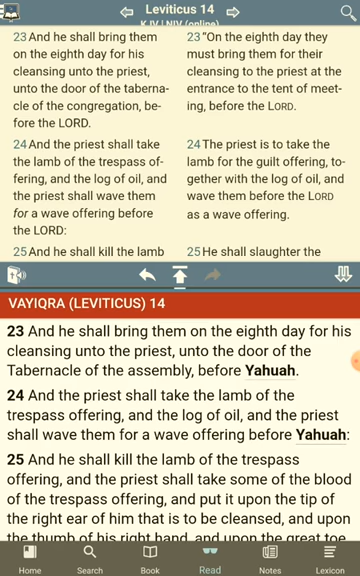 Leviticus 14
KJV | NIV (online)
23 And he shall bring them
on the eighth day for his
cleansing unto the priest,
unto the door of the taberna-
cle of the congregation, be-
fore the LORD.
24 And the priest shall take
the lamb of the trespass of-
fering, and the log of oil, and
the priest shall wave them
for a wave offering before
the LORD:
25 And he shall kill the lamb
23 “On the eighth day they
must bring them for their
cleansing to the priest at the
entrance to the tent of meet-
ing, before the LORD.
24 The priest is to take the
lamb for the guilt offering, to-
gether with the log of oil, and
wave them before the LORD
as a wave offering.
25 He shall slaughter the
VAYIQRA (LEVITICUS) 14
23 And he shall bring them on the eighth day for his
cleansing unto the priest, unto the door of the
Tabernacle of the assembly, before Yahuah.
24 And the priest shall take the lamb of the
trespass offering, and the log of oil, and the priest
shall wave them for a wave offering before Yahuah:
25 And he shall kill the lamb of the trespass
offering, and the priest shall take some of the blood
of the trespass offering, and put it upon the tip of
the right ear of him that is to be cleansed, and upon
the thumb of his right hand, and upon the great toe
Home
Search
Book
Read
Notes
Lexicon